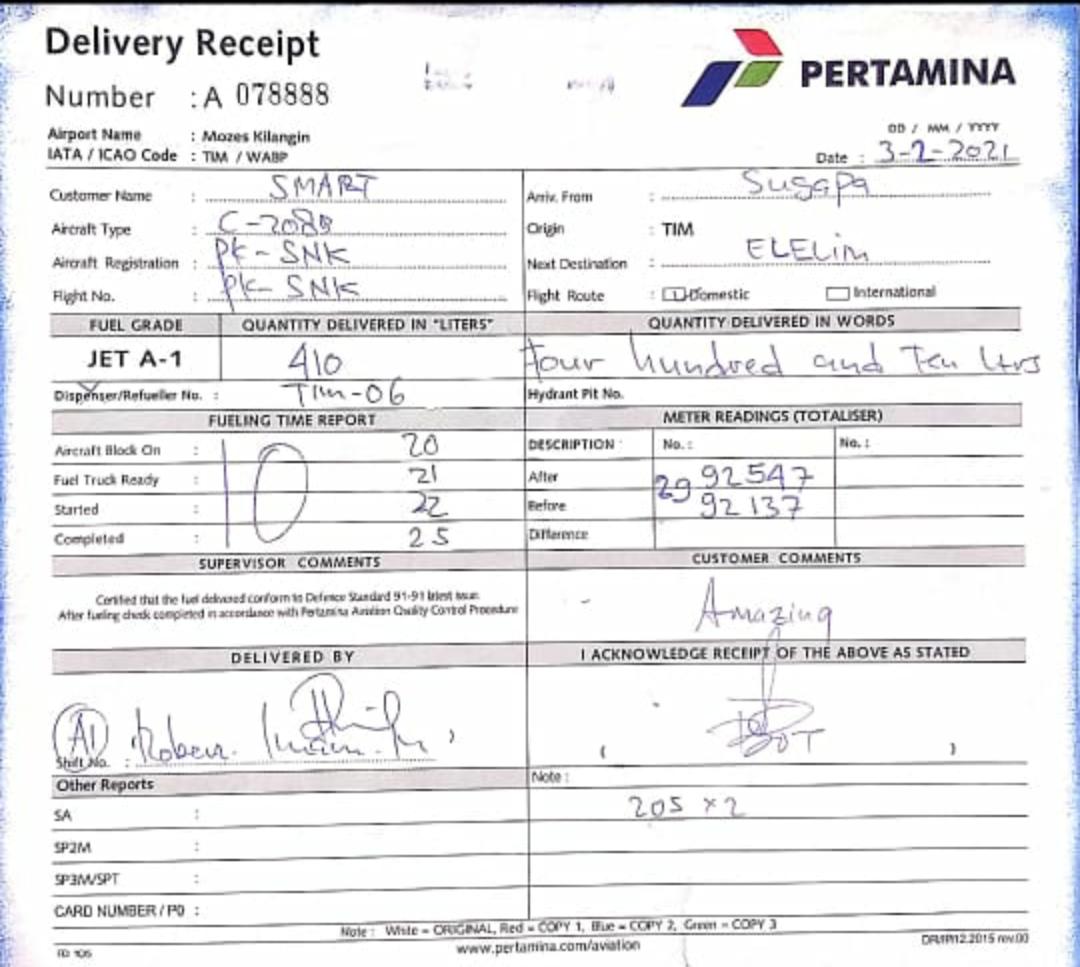 Delivery Receipt
PERTAMINA
Number : A 078888
Airport Name : Mozes Kilangin
IATA / ICAO Code : TIM / WABP
DD / MM / YYYY
Date : 3-2-2021
Customer Name : SMART
Arriv. From : Sugapa
Aircraft Type : C-208B
Origin : TIM
Aircraft Registration : PK-SNK
Next Destination : ELELIM
Flight No. : PK-SNK
Flight Route : Domestic International
FUEL GRADE QUANTITY DELIVERED IN "LITERS" QUANTITY DELIVERED IN WORDS
JET A-1 410 Four hundred and Ten ltrs
Dispenser/Refueller No. : TIM-06 Hydrant Pit No.
FUELING TIME REPORT METER READINGS (TOTALISER)
Aircraft Block On : 10 20 DESCRIPTION : No. : No. :
Fuel Truck Ready : 21 After 2992547
Started : 22 Before 92137
Completed : 25 Difference
SUPERVISOR COMMENTS CUSTOMER COMMENTS
Certified that the fuel delivered conform to Defence Standard 91-91 latest issue.
After fueling check completed in accordance with Pertamina Aviation Quality Control Procedure
Amazing
DELIVERED BY I ACKNOWLEDGE RECEIPT OF THE ABOVE AS STATED
A1
Shift No. : ) ( )
Other Reports Note :
SA : 205 x 2
SP2M :
SP3M/SPT :
CARD NUMBER / PO :
Note : White = ORIGINAL, Red = COPY 1, Blue = COPY 2, Green = COPY 3
FD 106 www.pertamina.com/aviation